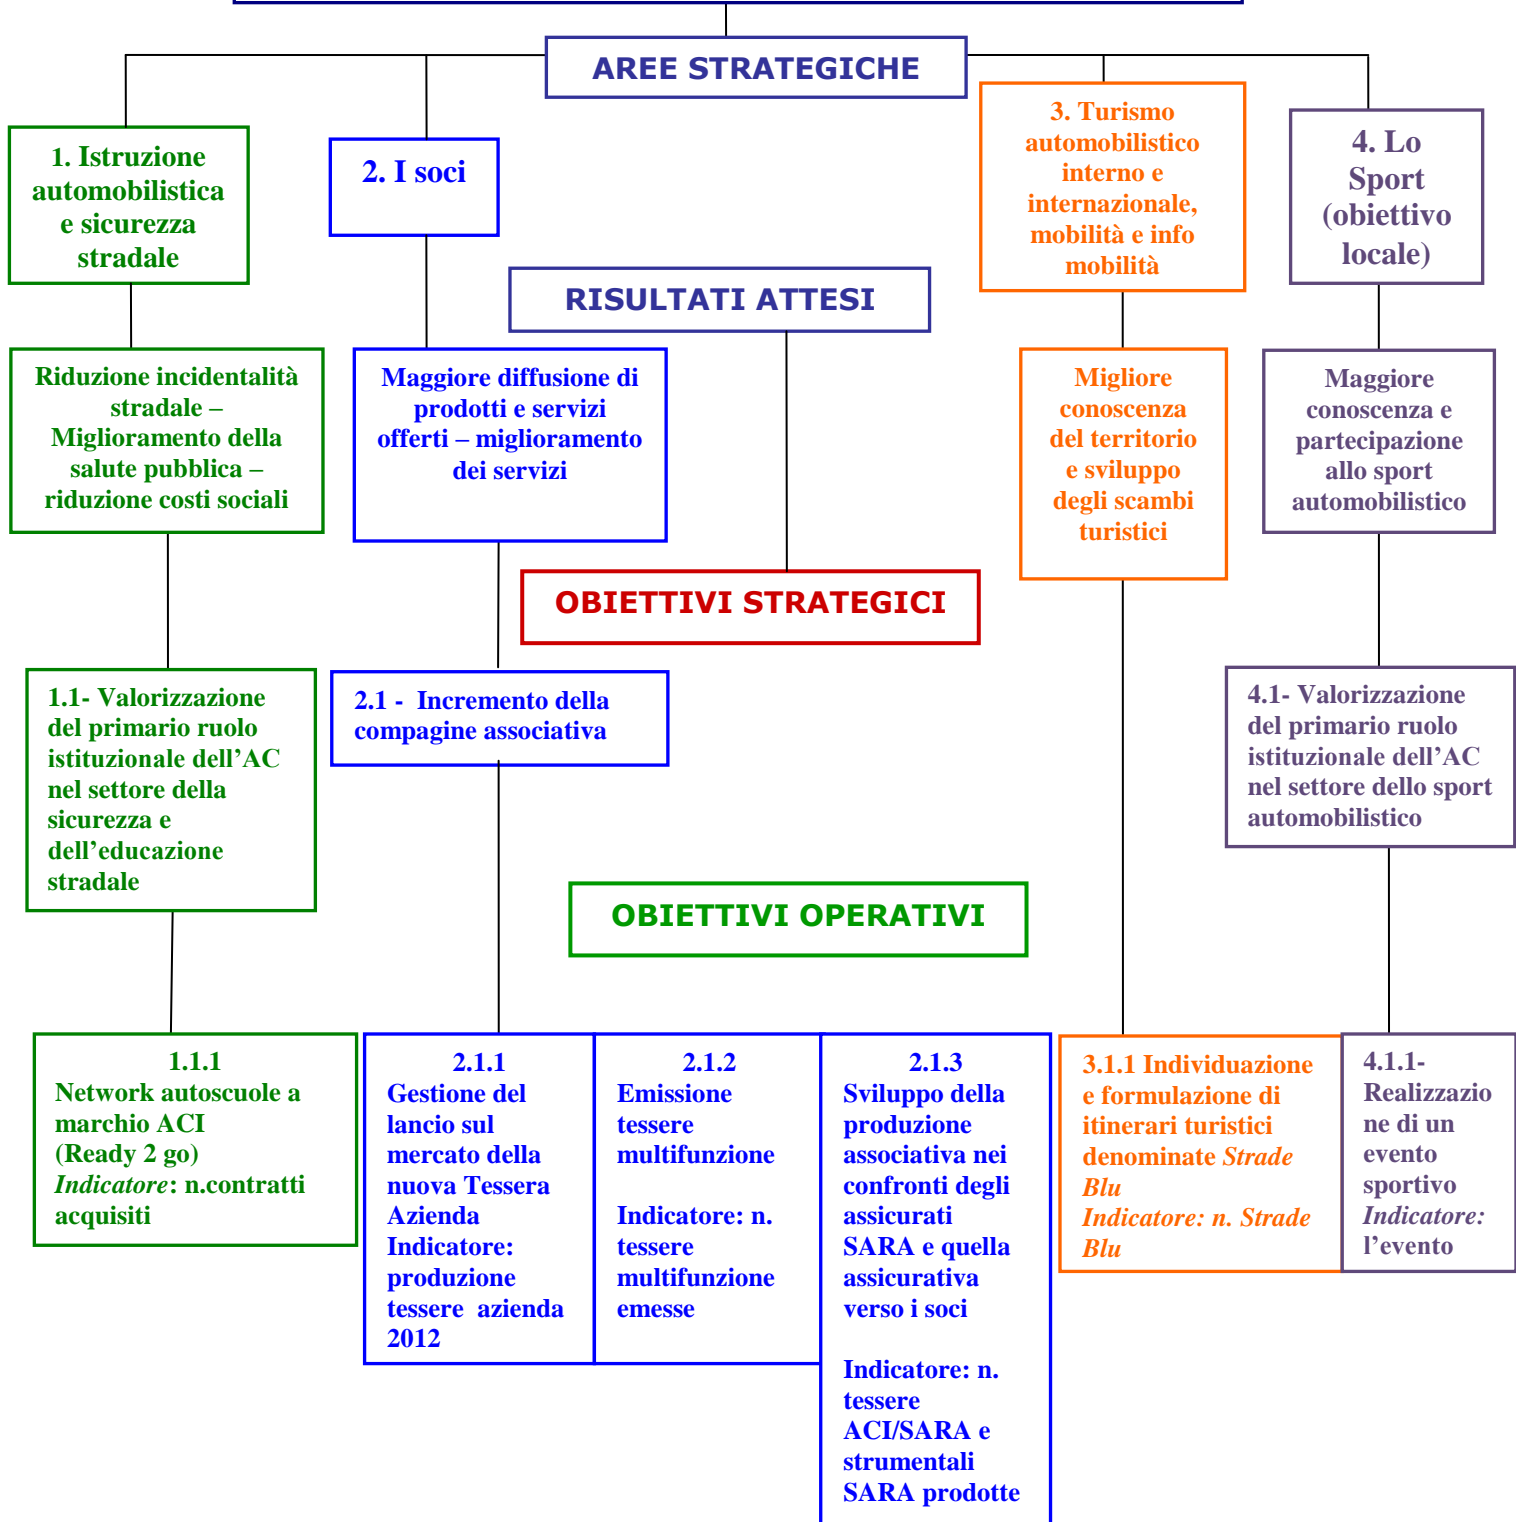 AREE STRATEGICHE
1. Istruzione
automobilistica
e sicurezza
stradale
2. I soci
3. Turismo
automobilistico
interno e
internazionale,
mobilità e info
mobilità
4. Lo
Sport
(obiettivo
locale)
RISULTATI ATTESI
Riduzione incidentalità
stradale –
Miglioramento della
salute pubblica –
riduzione costi sociali
Maggiore diffusione di
prodotti e servizi
offerti – miglioramento
dei servizi
Migliore
conoscenza
del territorio
e sviluppo
degli scambi
turistici
Maggiore
conoscenza e
partecipazione
allo sport
automobilistico
OBIETTIVI STRATEGICI
1.1- Valorizzazione
del primario ruolo
istituzionale dell’AC
nel settore della
sicurezza e
dell’educazione
stradale
2.1 - Incremento della
compagine associativa
4.1- Valorizzazione
del primario ruolo
istituzionale dell’AC
nel settore dello sport
automobilistico
OBIETTIVI OPERATIVI
1.1.1
Network autoscuole a
marchio ACI
(Ready 2 go)
Indicatore: n.contratti
acquisiti
2.1.1
Gestione del
lancio sul
mercato della
nuova Tessera
Azienda
Indicatore:
produzione
tessere azienda
2012
2.1.2
Emissione
tessere
multifunzione
Indicatore: n.
tessere
multifunzione
emesse
2.1.3
Sviluppo della
produzione
associativa nei
confronti degli
assicurati
SARA e quella
assicurativa
verso i soci
Indicatore: n.
tessere
ACI/SARA e
strumentali
SARA prodotte
3.1.1 Individuazione
e formulazione di
itinerari turistici
denominate Strade
Blu
Indicatore: n. Strade
Blu
4.1.1-
Realizzazio
ne di un
evento
sportivo
Indicatore:
l’evento